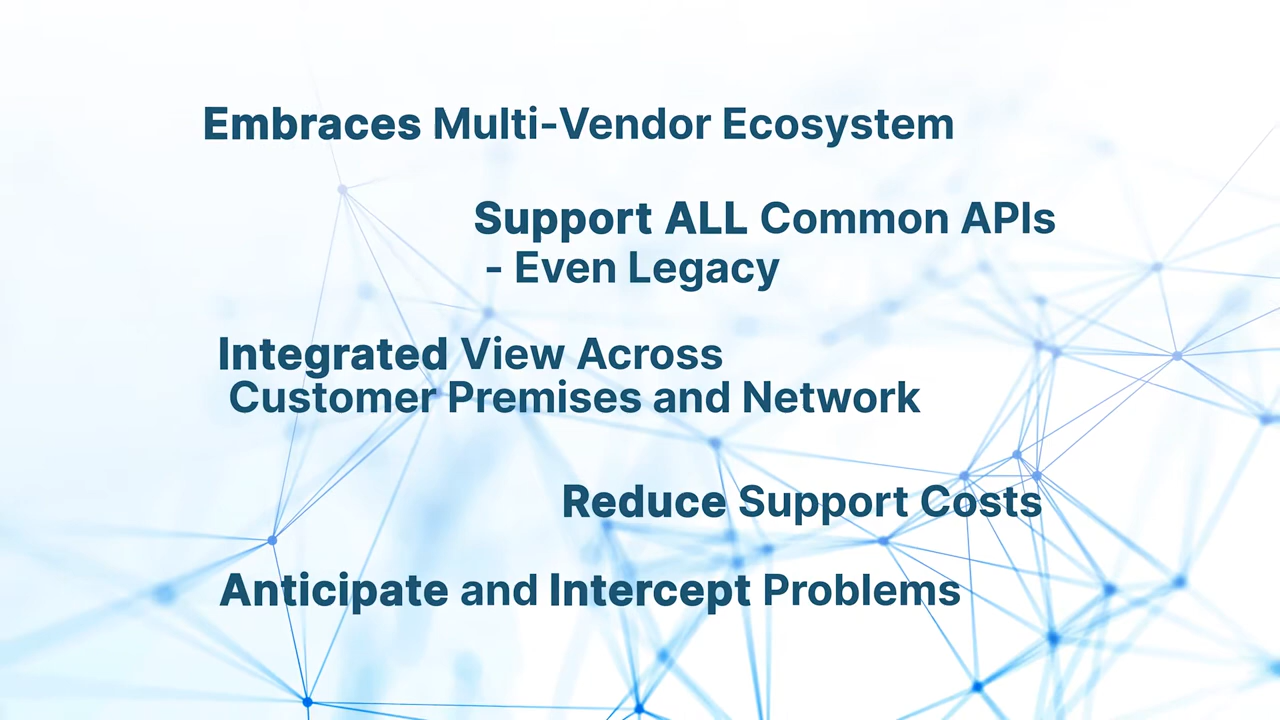 Embraces Multi-Vendor Ecosystem
Support ALL Common APIs
- Even Legacy
Integrated View Across
Customer Premises and Network
Reduce Support Costs
Anticipate and Intercept Problems